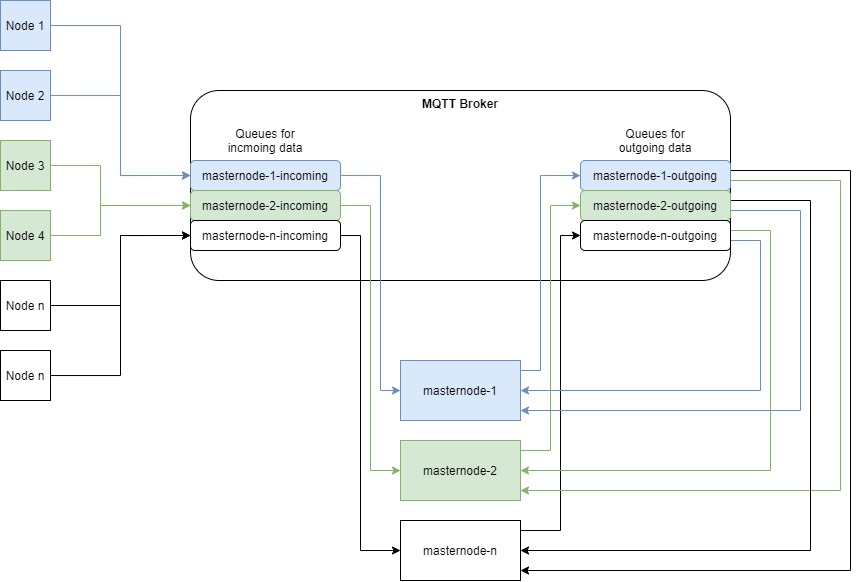 Node 1
Node 2
Node 3
Node 4
Node n
Node n
MQTT Broker
Queues for
incmoing data
masternode-1-incoming
masternode-2-incoming
masternode-n-incoming
Queues for
outgoing data
masternode-1-outgoing
masternode-2-outgoing
masternode-n-outgoing
masternode-1
masternode-2
masternode-n